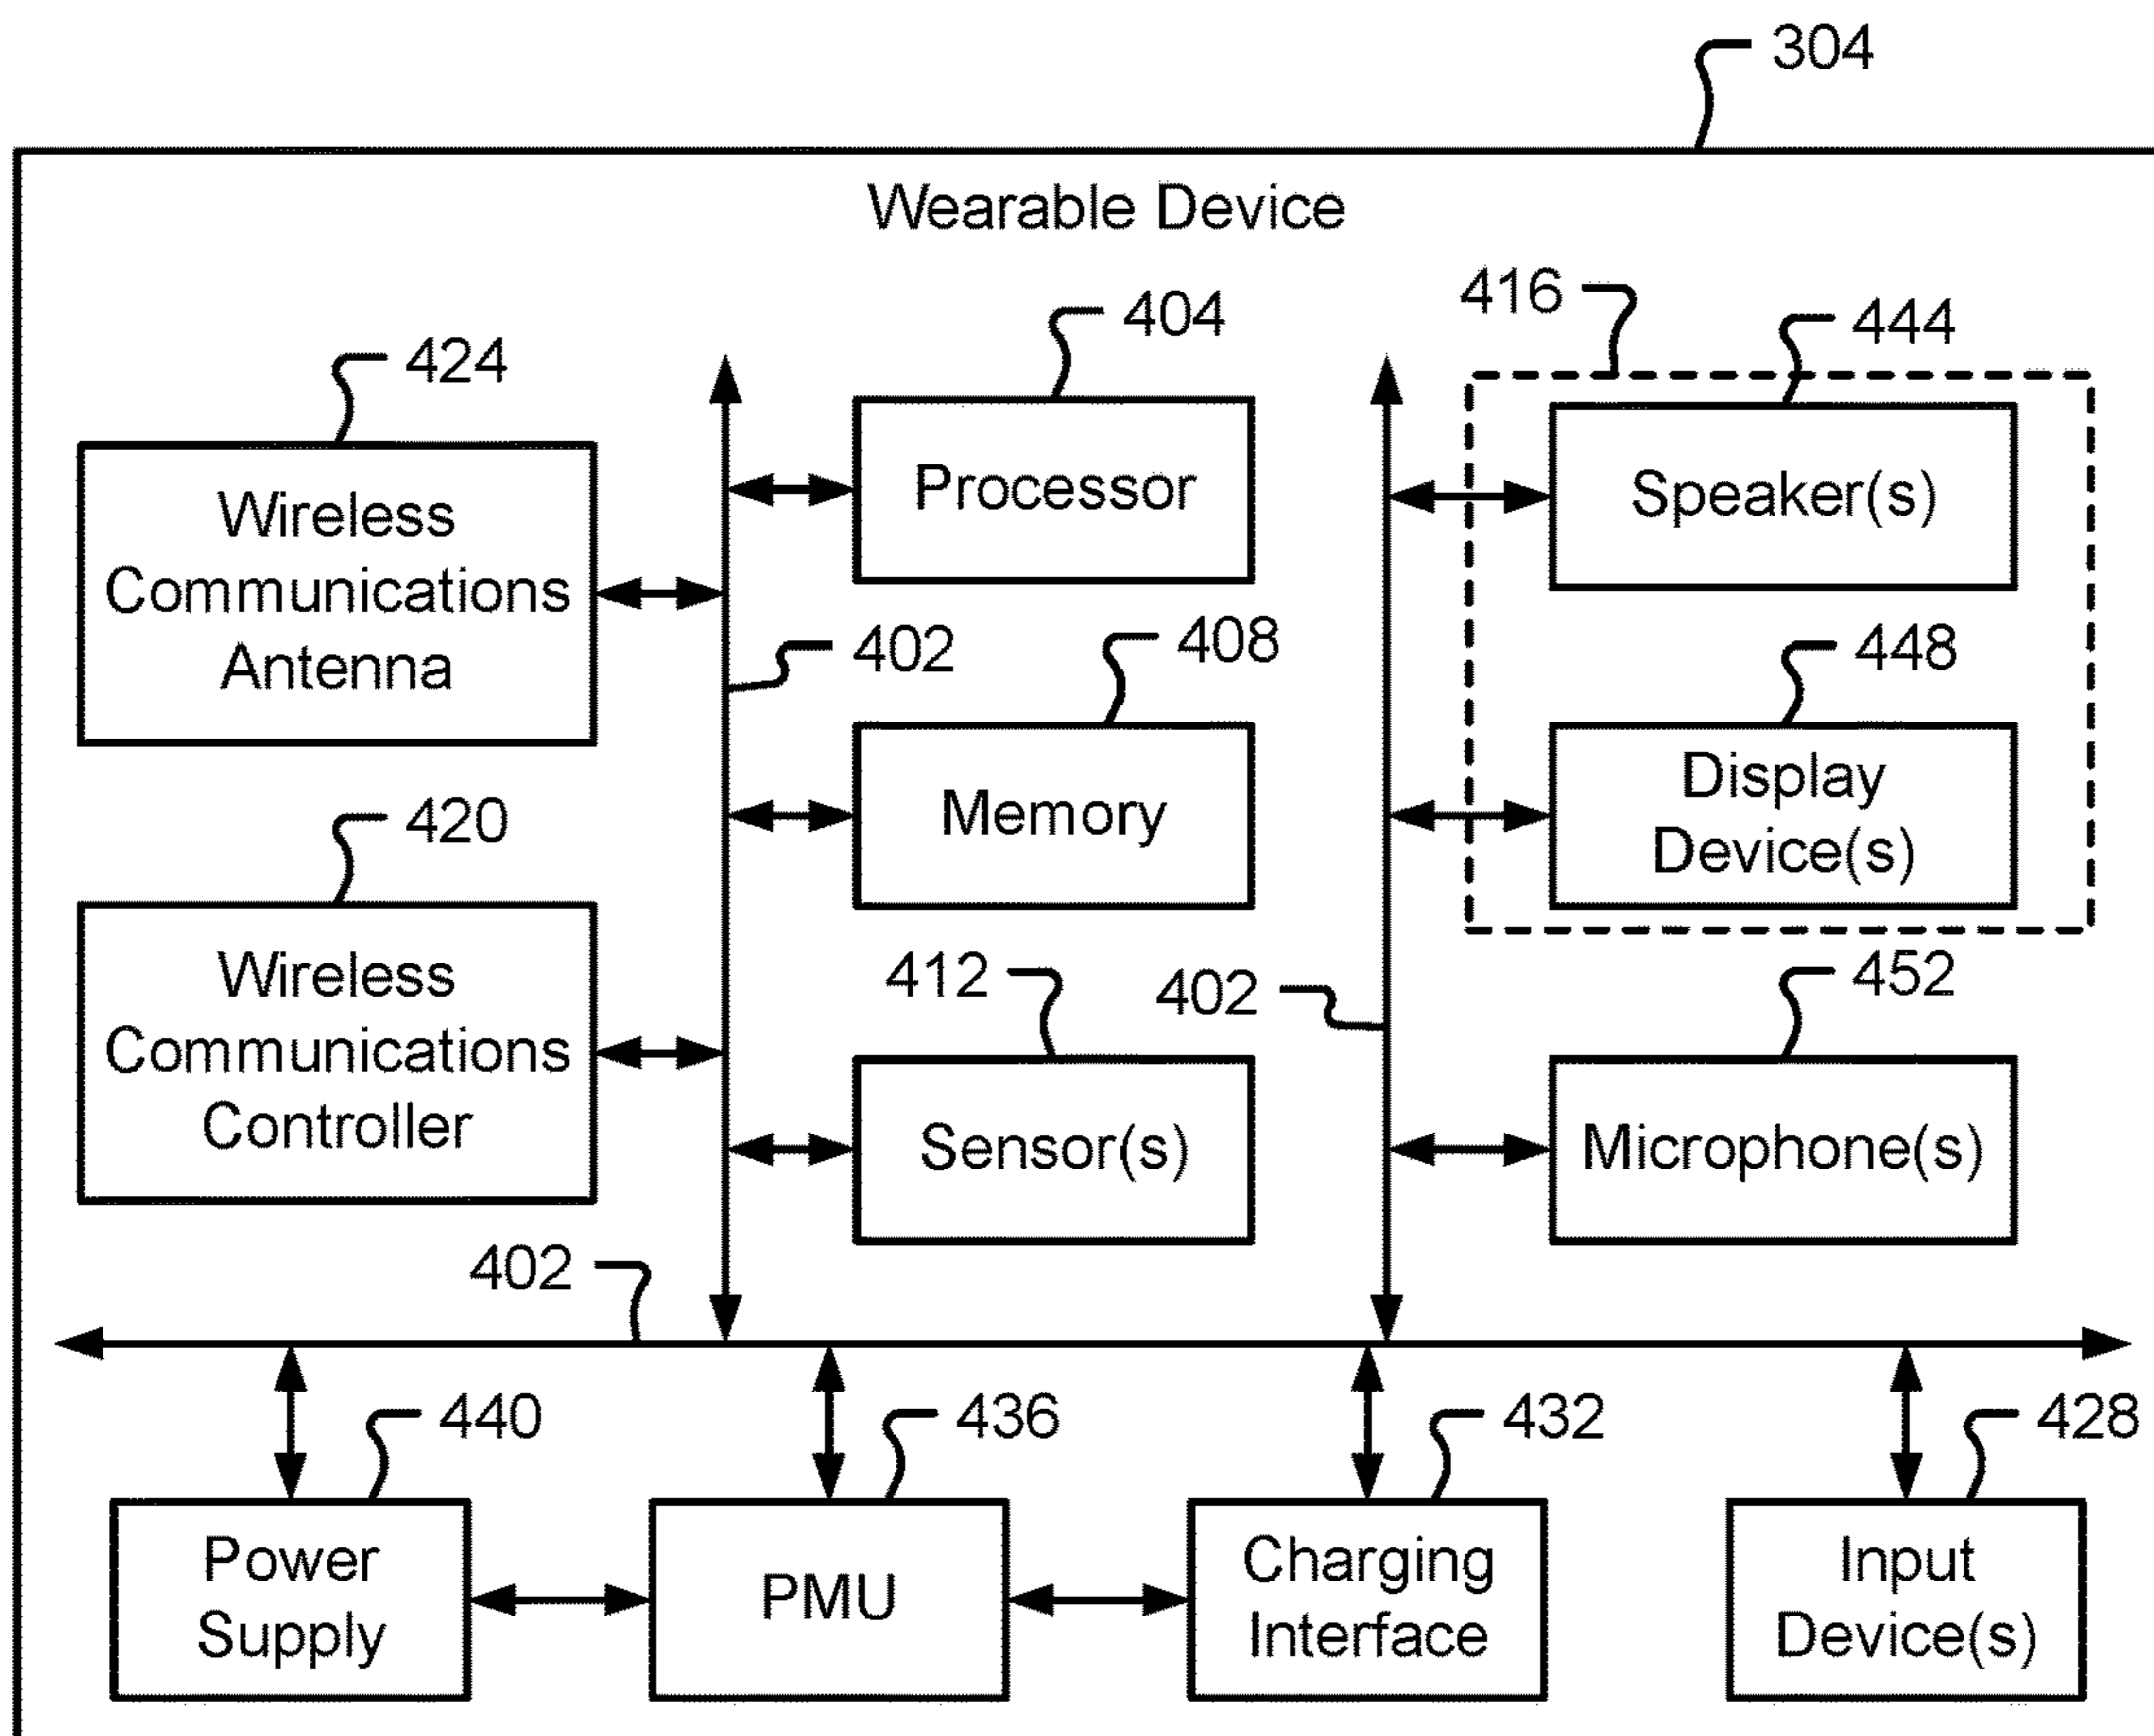 304
Wearable Device
416
404
444
424
Processor
Speaker(s)
Wireless
Communications
Antenna
402
408
448
Memory
Display
Device(s)
420
412
402
452
Wireless
Communications
Controller
Sensor(s)
Microphone(s)
402
440
436
432
428
Power
Supply
PMU
Charging
Interface
Input
Device(s)